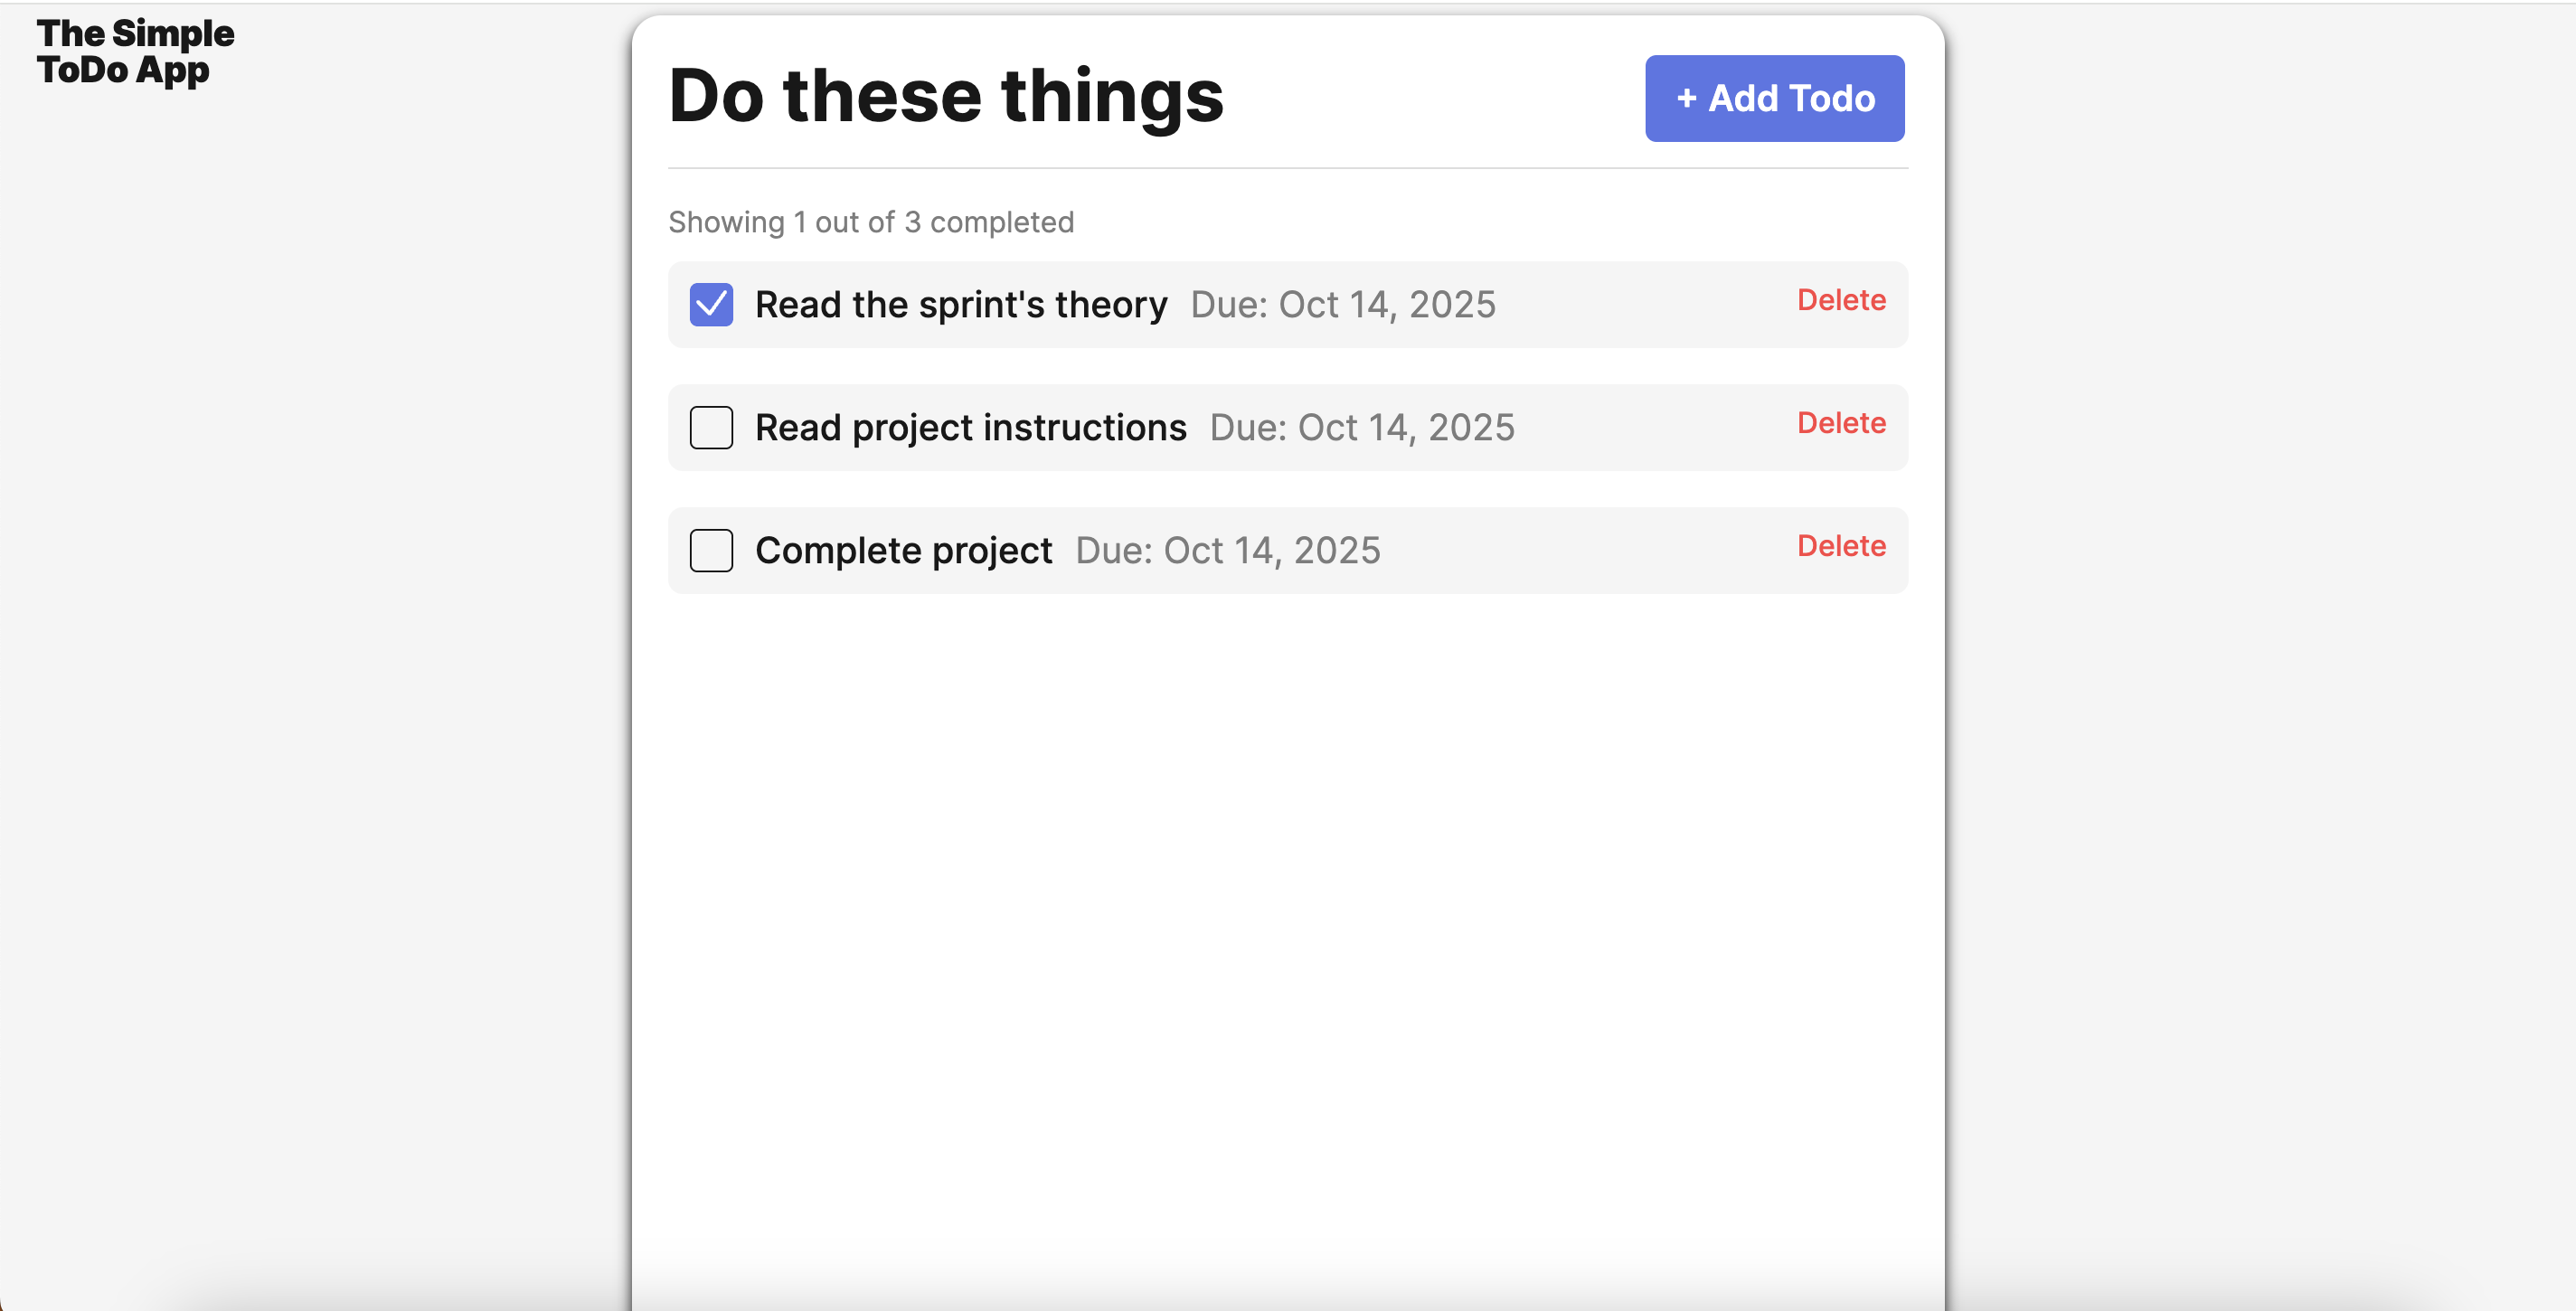 The Simple
ToDo App
Do these things
+ Add Todo
Showing 1 out of 3 completed
Read the sprint's theory Due: Oct 14, 2025 Delete
Read project instructions Due: Oct 14, 2025 Delete
Complete project Due: Oct 14, 2025 Delete